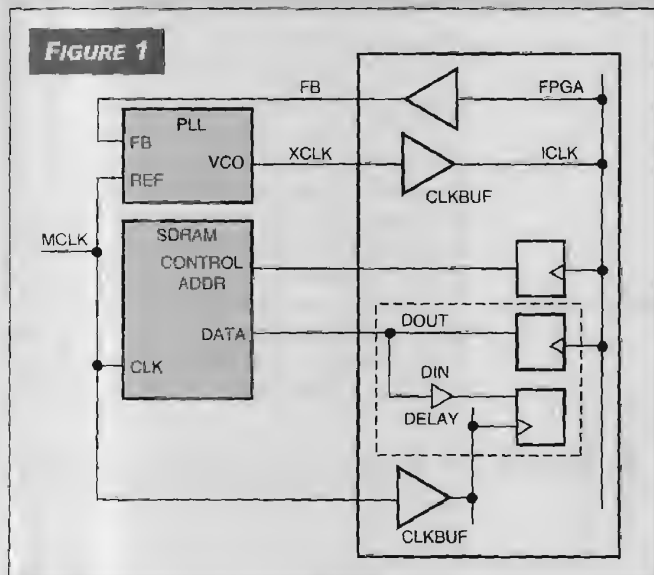 FIGURE 1
FB
FPGA
PLL
FB
VCO
XCLK
ICLK
REF
CLKBUF
MCLK
SDRAM
CONTROL
ADDR
DATA
DOUT
CLK
DIN
DELAY
CLKBUF